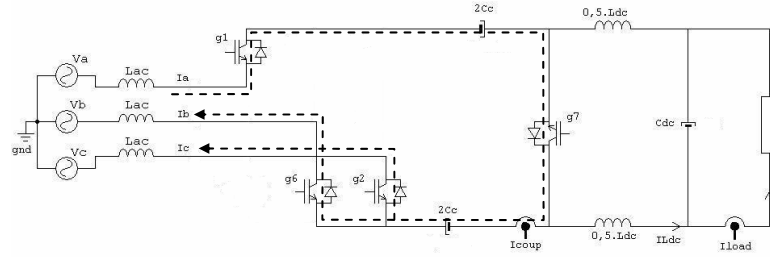 2Cc
0,5.Ldc
g1
Va
Lac
Ia
Vb
Lac
Ib
g7
Cdc
gnd
Vc
Lac
Ic
g6
g2
2Cc
0,5.Ldc
ILdc
Icoup
Iload